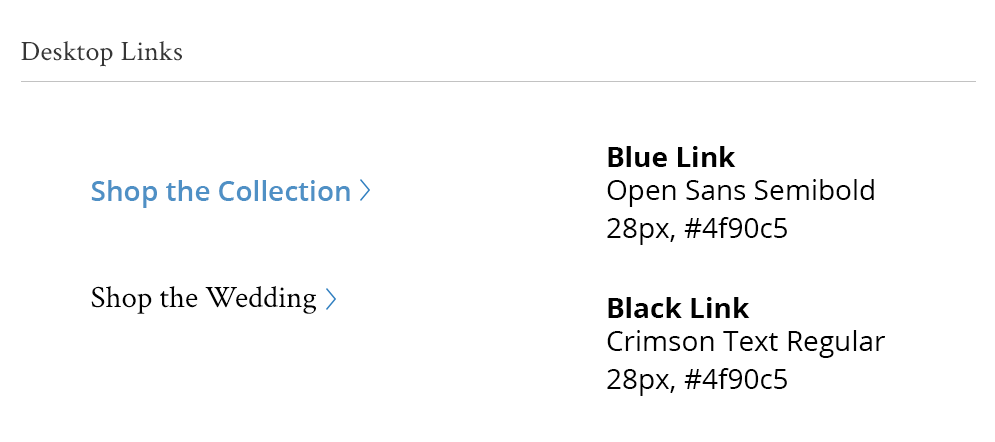 Desktop Links
Shop the Collection
Shop the Wedding
Blue Link
Open Sans Semibold
28px, #4f90c5
Black Link
Crimson Text Regular
28px, #4f90c5